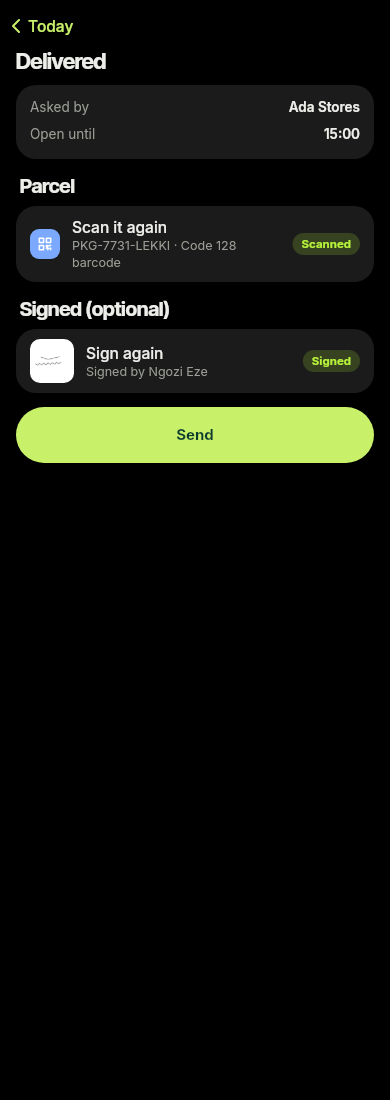 Today
Delivered
Asked by Ada Stores
Open until 15:00
Parcel
Scan it again
PKG-7731-LEKKI · Code 128
barcode
Scanned
Signed (optional)
Sign again
Signed by Ngozi Eze
Signed
Send